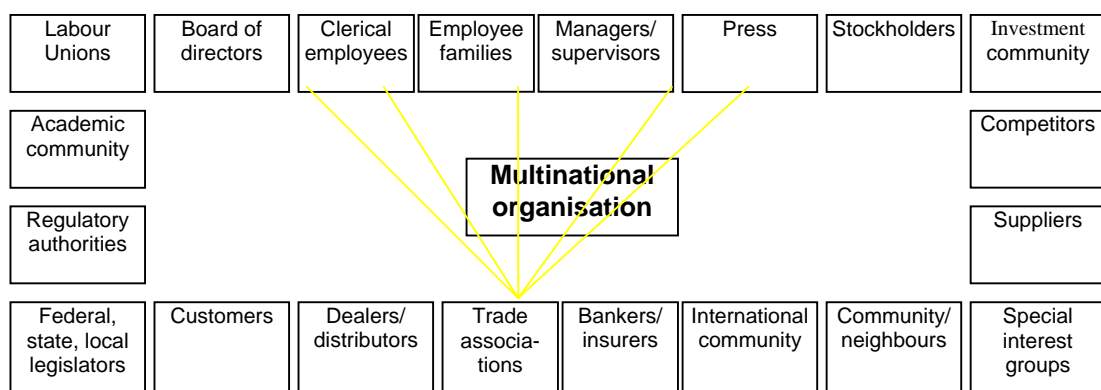 Labour
Unions
Board of
directors
Clerical
employees
Employee
families
Managers/
supervisors
Press
Stockholders
Investment
community
Academic
community
Competitors
Multinational
organisation
Regulatory
authorities
Suppliers
Federal,
state, local
legislators
Customers
Dealers/
distributors
Trade
associa-
tions
Bankers/
insurers
International
community
Community/
neighbours
Special
interest
groups